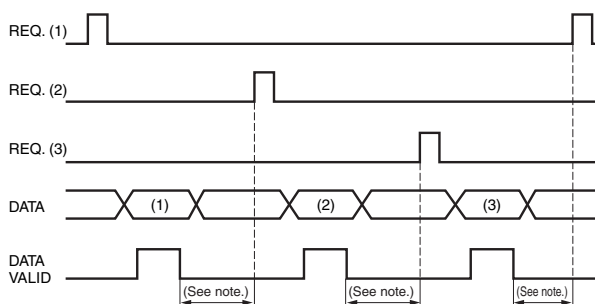 REQ. (1)
REQ. (2)
REQ. (3)
DATA
(1)
(2)
(3)
DATA
VALID
(See note.)
(See note.)
(See note.)